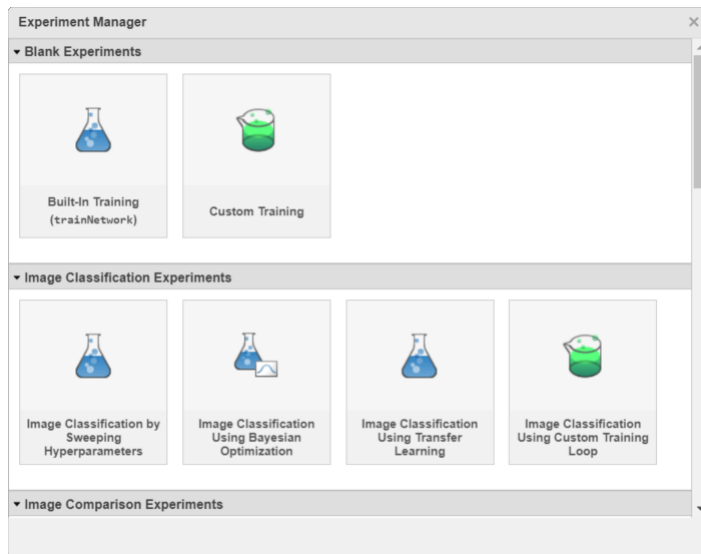 Experiment Manager
Blank Experiments
Built-In Training
(trainNetwork)
Custom Training
Image Classification Experiments
Image Classification by
Sweeping
Hyperparameters
Image Classification
Using Bayesian
Optimization
Image Classification
Using Transfer
Learning
Image Classification
Using Custom Training
Loop
Image Comparison Experiments